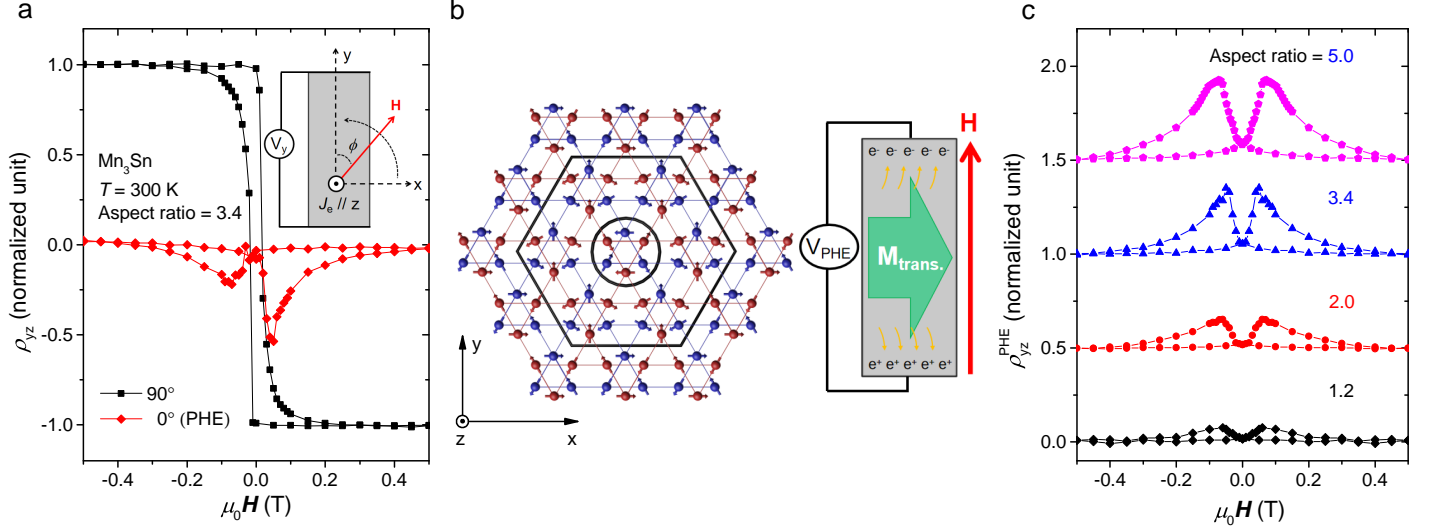 a
ρyz (normalized unit)
1.0
0.5
0.0
-0.5
-1.0
Mn3Sn
T = 300 K
Aspect ratio = 3.4
y
H
Vy
ϕ
x
Je // z
90°
0° (PHE)
-0.4 -0.2 0.0 0.2 0.4
μ0H (T)
b
y
z x
H
e- e- e- e- e-
VPHE
Mtrans.
e+ e+ e+ e+ e+
c
ρyzPHE (normalized unit)
2.0
1.5
1.0
0.5
0.0
Aspect ratio = 5.0
3.4
2.0
1.2
-0.4 -0.2 0.0 0.2 0.4
μ0H (T)